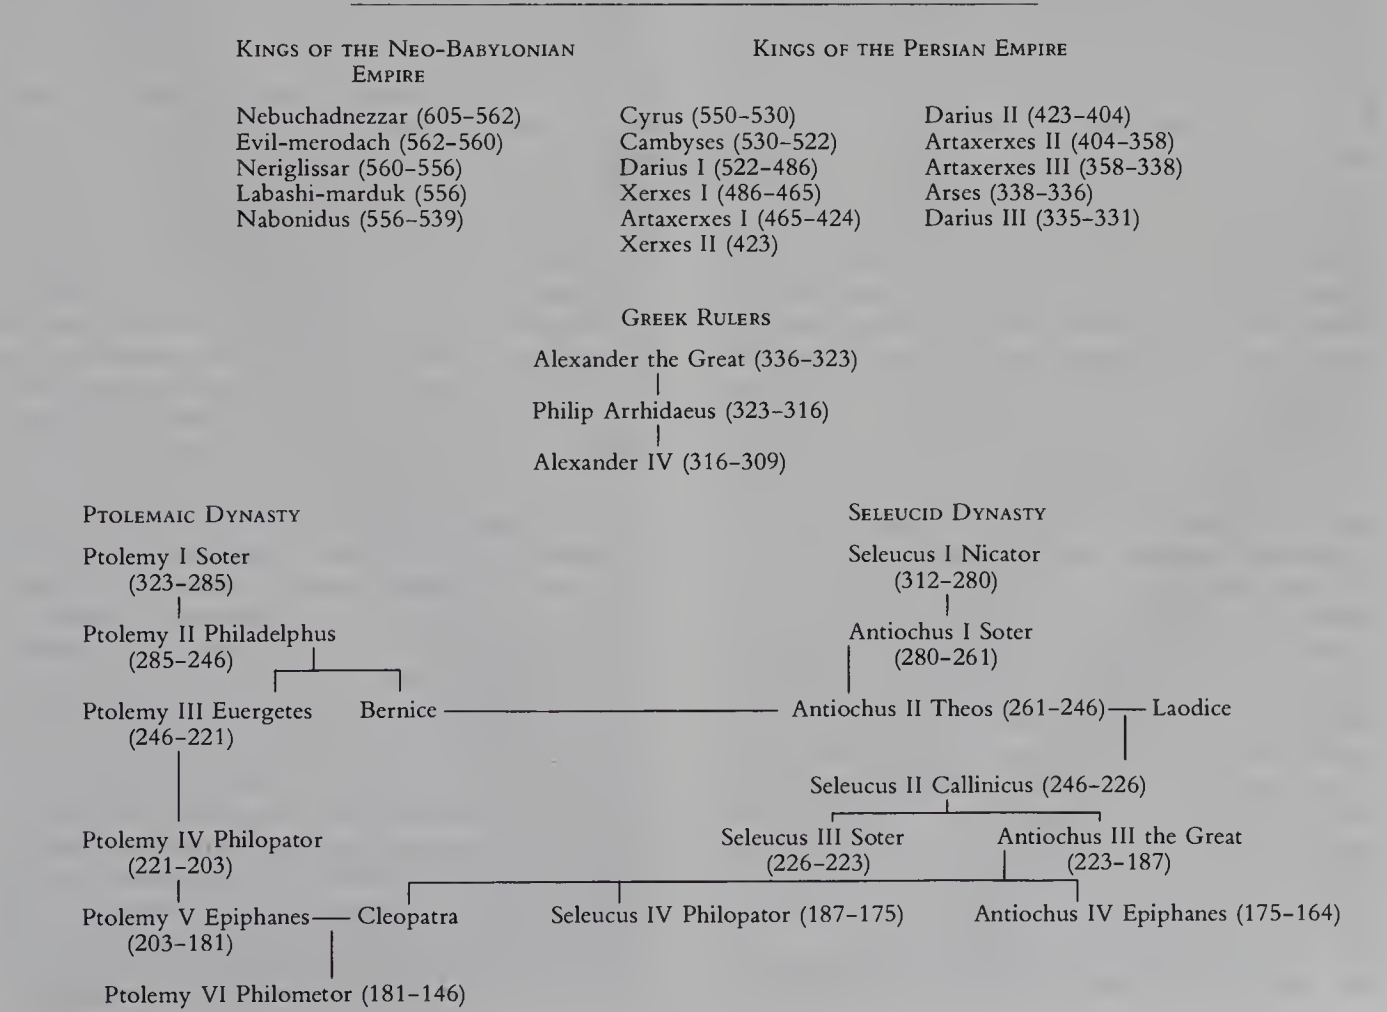 KINGS OF THE NEO-BABYLONIAN
EMPIRE
Nebuchadnezzar (605–562)
Evil-merodach (562–560)
Neriglissar (560–556)
Labashi-marduk (556)
Nabonidus (556–539)
KINGS OF THE PERSIAN EMPIRE
Cyrus (550–530)
Cambyses (530–522)
Darius I (522–486)
Xerxes I (486–465)
Artaxerxes I (465–424)
Xerxes II (423)
Darius II (423–404)
Artaxerxes II (404–358)
Artaxerxes III (358–338)
Arses (338–336)
Darius III (335–331)
GREEK RULERS
Alexander the Great (336–323)
Philip Arrhidaeus (323–316)
Alexander IV (316–309)
PTOLEMAIC DYNASTY
SELEUCID DYNASTY
Ptolemy I Soter
(323–285)
Seleucus I Nicator
(312–280)
Ptolemy II Philadelphus
(285–246)
Antiochus I Soter
(280–261)
Ptolemy III Euergetes
(246–221)
Bernice
Antiochus II Theos (261–246)
Laodice
Seleucus II Callinicus (246–226)
Ptolemy IV Philopator
(221–203)
Seleucus III Soter
(226–223)
Antiochus III the Great
(223–187)
Ptolemy V Epiphanes
(203–181)
Cleopatra
Seleucus IV Philopator (187–175)
Antiochus IV Epiphanes (175–164)
Ptolemy VI Philometor (181–146)